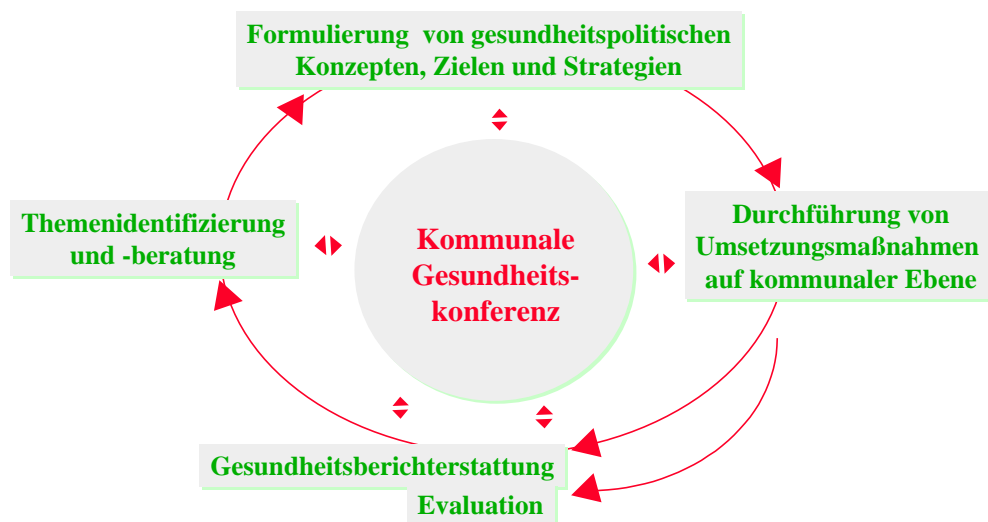 Formulierung von gesundheitspolitischen
Konzepten, Zielen und Strategien
Themenidentifizierung
und -beratung
Kommunale
Gesundheits-
konferenz
Durchführung von
Umsetzungsmaßnahmen
auf kommunaler Ebene
Gesundheitsberichterstattung
Evaluation